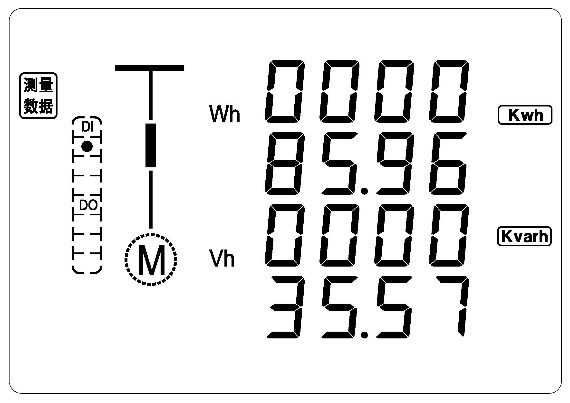 测量
数据
DI
DO
M
Wh
0000
Kwh
85.96
Vh
0000
Kvarh
35.57